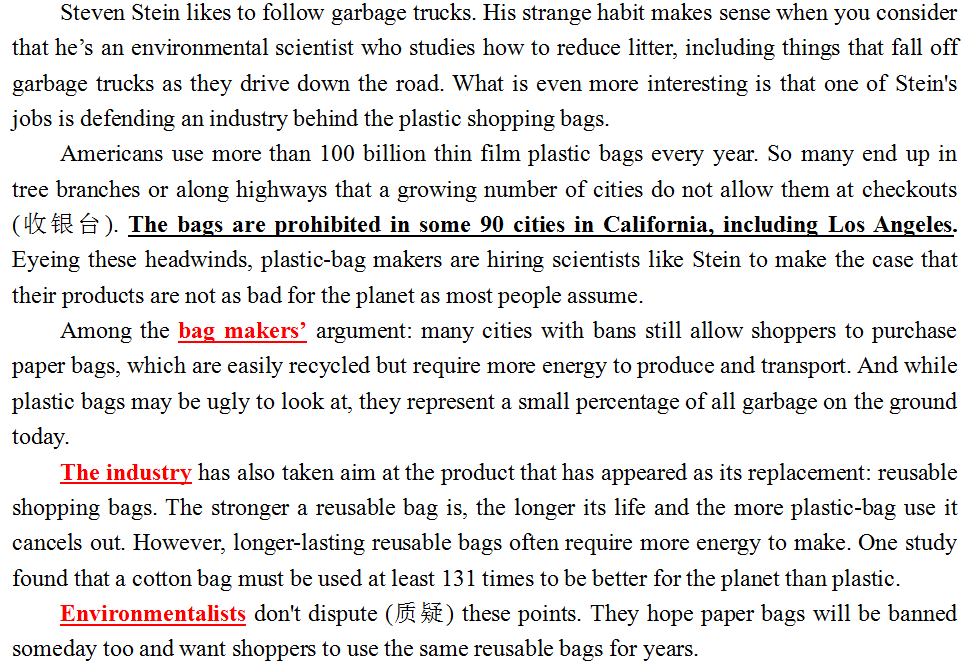 Steven Stein likes to follow garbage trucks. His strange habit makes sense when you consider
that he’s an environmental scientist who studies how to reduce litter, including things that fall off
garbage trucks as they drive down the road. What is even more interesting is that one of Stein's
jobs is defending an industry behind the plastic shopping bags.
Americans use more than 100 billion thin film plastic bags every year. So many end up in
tree branches or along highways that a growing number of cities do not allow them at checkouts
(收银台). The bags are prohibited in some 90 cities in California, including Los Angeles.
Eyeing these headwinds, plastic-bag makers are hiring scientists like Stein to make the case that
their products are not as bad for the planet as most people assume.
Among the bag makers’ argument: many cities with bans still allow shoppers to purchase
paper bags, which are easily recycled but require more energy to produce and transport. And while
plastic bags may be ugly to look at, they represent a small percentage of all garbage on the ground
today.
The industry has also taken aim at the product that has appeared as its replacement: reusable
shopping bags. The stronger a reusable bag is, the longer its life and the more plastic-bag use it
cancels out. However, longer-lasting reusable bags often require more energy to make. One study
found that a cotton bag must be used at least 131 times to be better for the planet than plastic.
Environmentalists don't dispute (质疑) these points. They hope paper bags will be banned
someday too and want shoppers to use the same reusable bags for years.